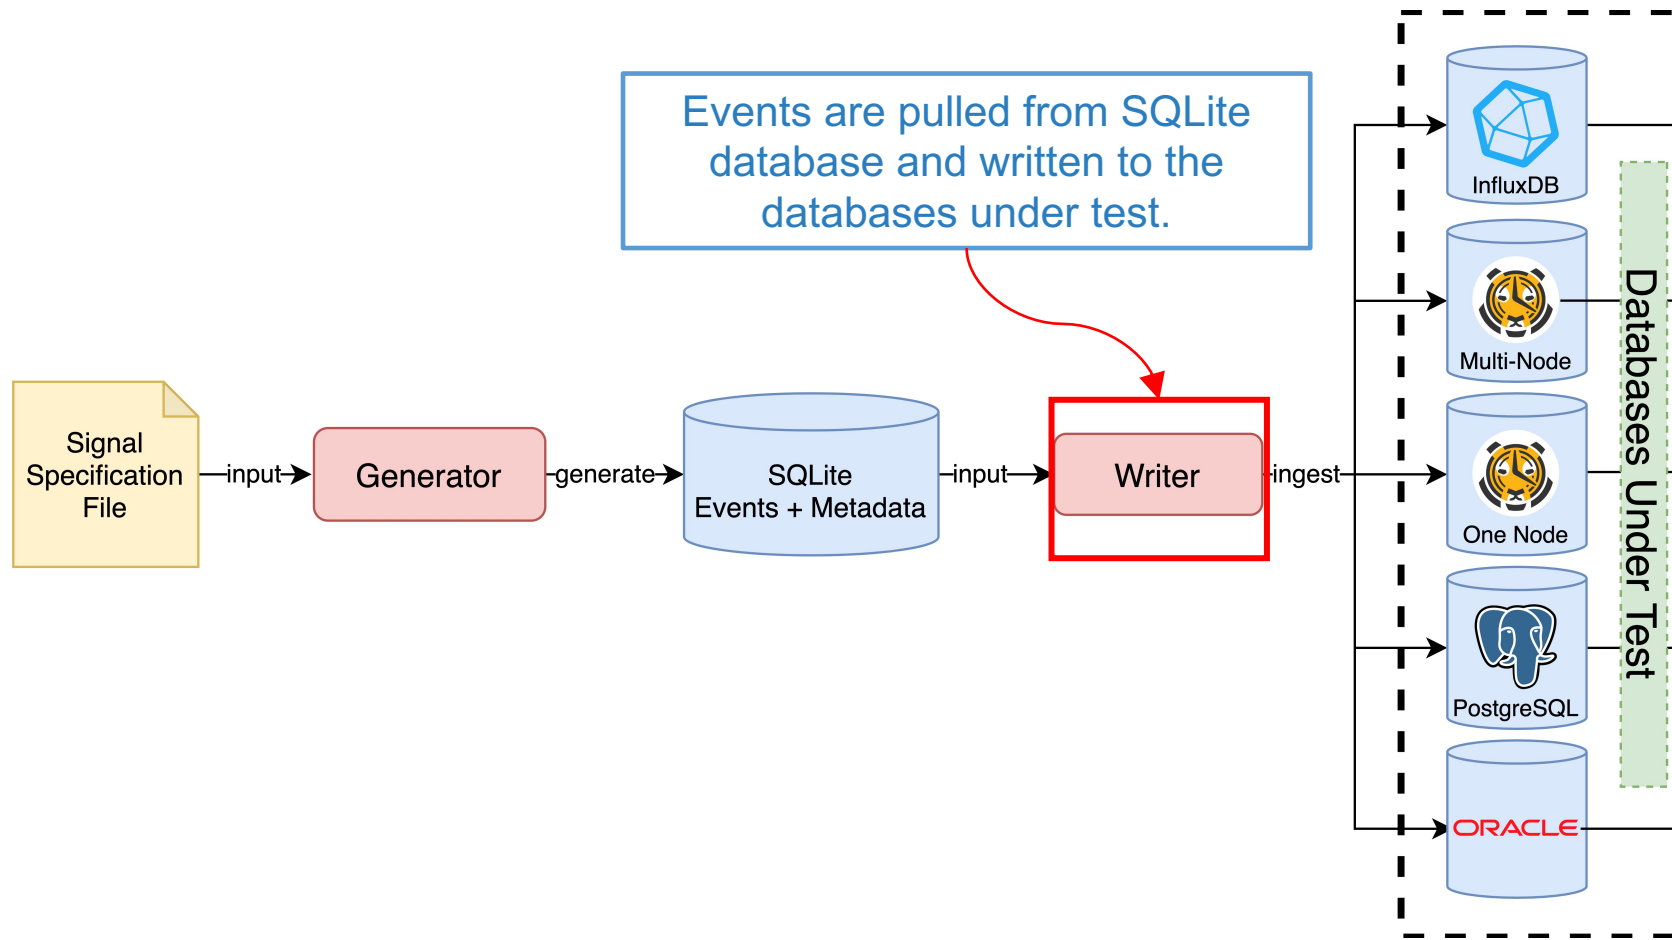 Events are pulled from SQLite
database and written to the
databases under test.
Signal
Specification
File
input
Generator
generate
SQLite
Events + Metadata
input
Writer
ingest
InfluxDB
Multi-Node
One Node
PostgreSQL
ORACLE
Databases Under Test